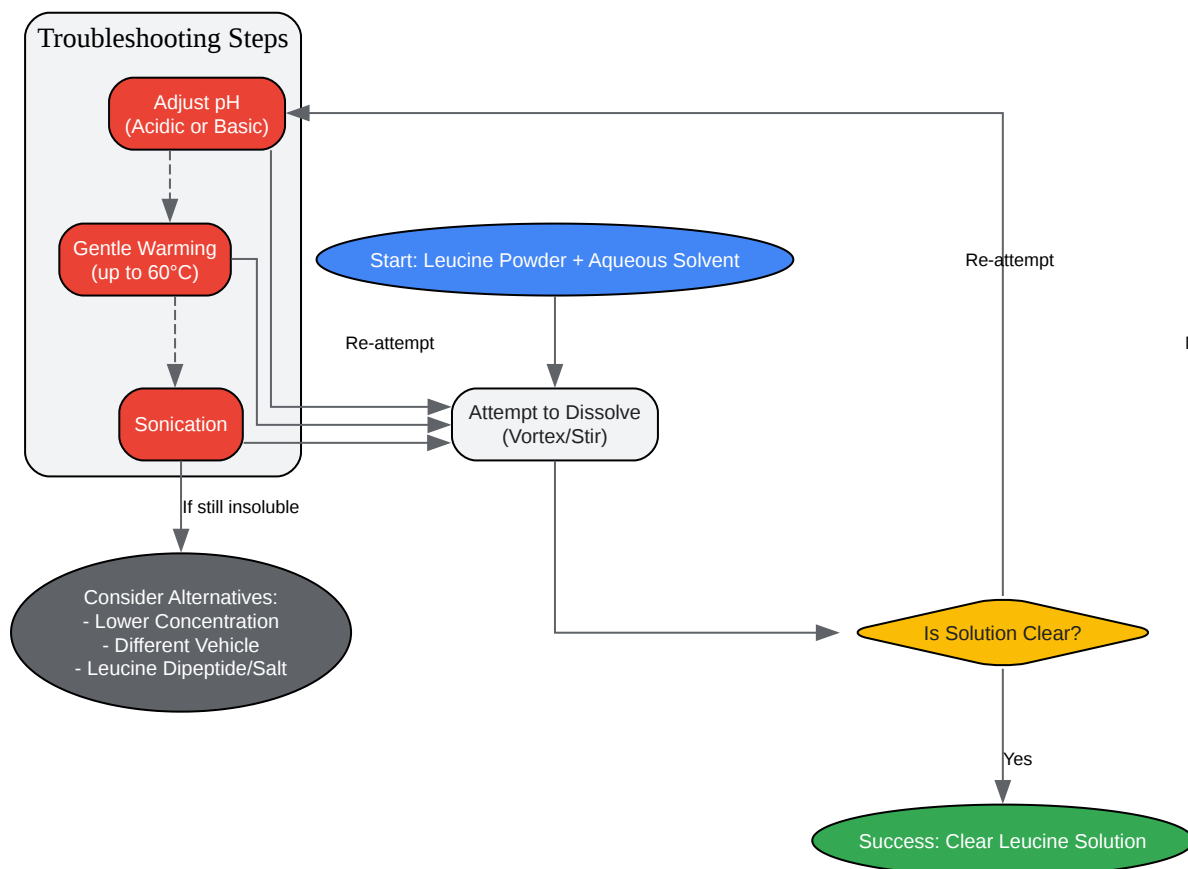 Troubleshooting Steps
Adjust pH
(Acidic or Basic)
Gentle Warming
(up to 60°C)
Start: Leucine Powder + Aqueous Solvent
Re-attempt
Re-attempt
Sonication
Attempt to Dissolve
(Vortex/Stir)
If still insoluble
Consider Alternatives:
- Lower Concentration
- Different Vehicle
- Leucine Dipeptide/Salt
Is Solution Clear?
Yes
Success: Clear Leucine Solution